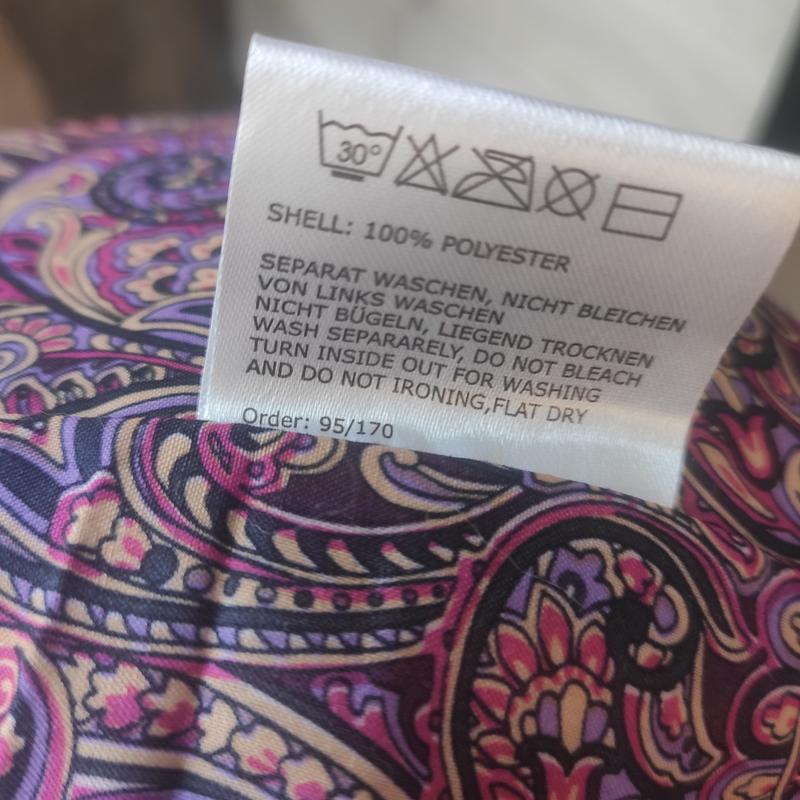 30°
SHELL: 100% POLYESTER
SEPARAT WASCHEN, NICHT BLEICHEN
VON LINKS WASCHEN
NICHT BÜGELN, LIEGEND TROCKNEN
WASH SEPARARELY, DO NOT BLEACH
TURN INSIDE OUT FOR WASHING
AND DO NOT IRONING,FLAT DRY
Order: 95/170